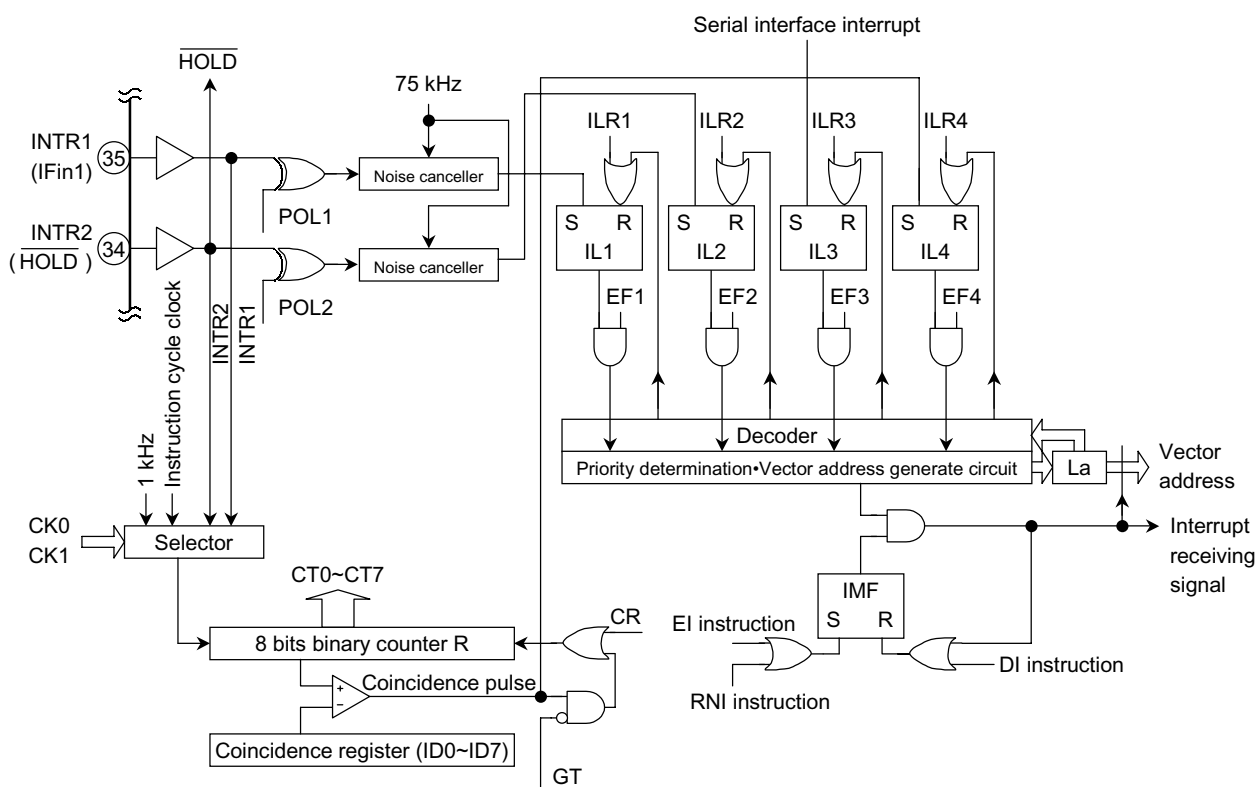 Serial interface interrupt
HOLD
75 kHz
INTR1
(IFin1)
35
ILR1
ILR2
ILR3
ILR4
Noise canceller
POL1
S R
IL1
S R
IL2
S R
IL3
S R
IL4
INTR2
(HOLD)
34
Noise canceller
POL2
EF1
EF2
EF3
EF4
1 kHz
Instruction cycle clock
INTR2
INTR1
Decoder
Priority determination•Vector address generate circuit
La
Vector
address
CK0
CK1
Selector
Interrupt
receiving
signal
CT0~CT7
IMF
S R
CR
EI instruction
8 bits binary counter R
DI instruction
RNI instruction
+
−
Coincidence pulse
Coincidence register (ID0~ID7)
GT